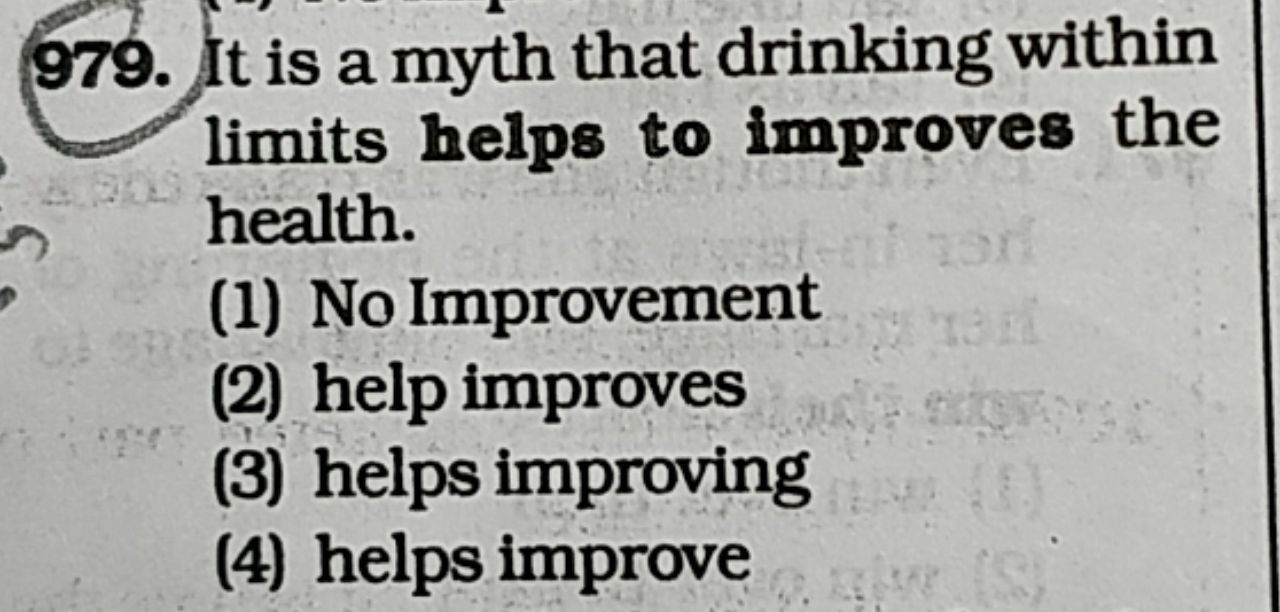 979. It is a myth that drinking within
limits helps to improves the
health.
(1) No Improvement
(2) help improves
(3) helps improving
(4) helps improve